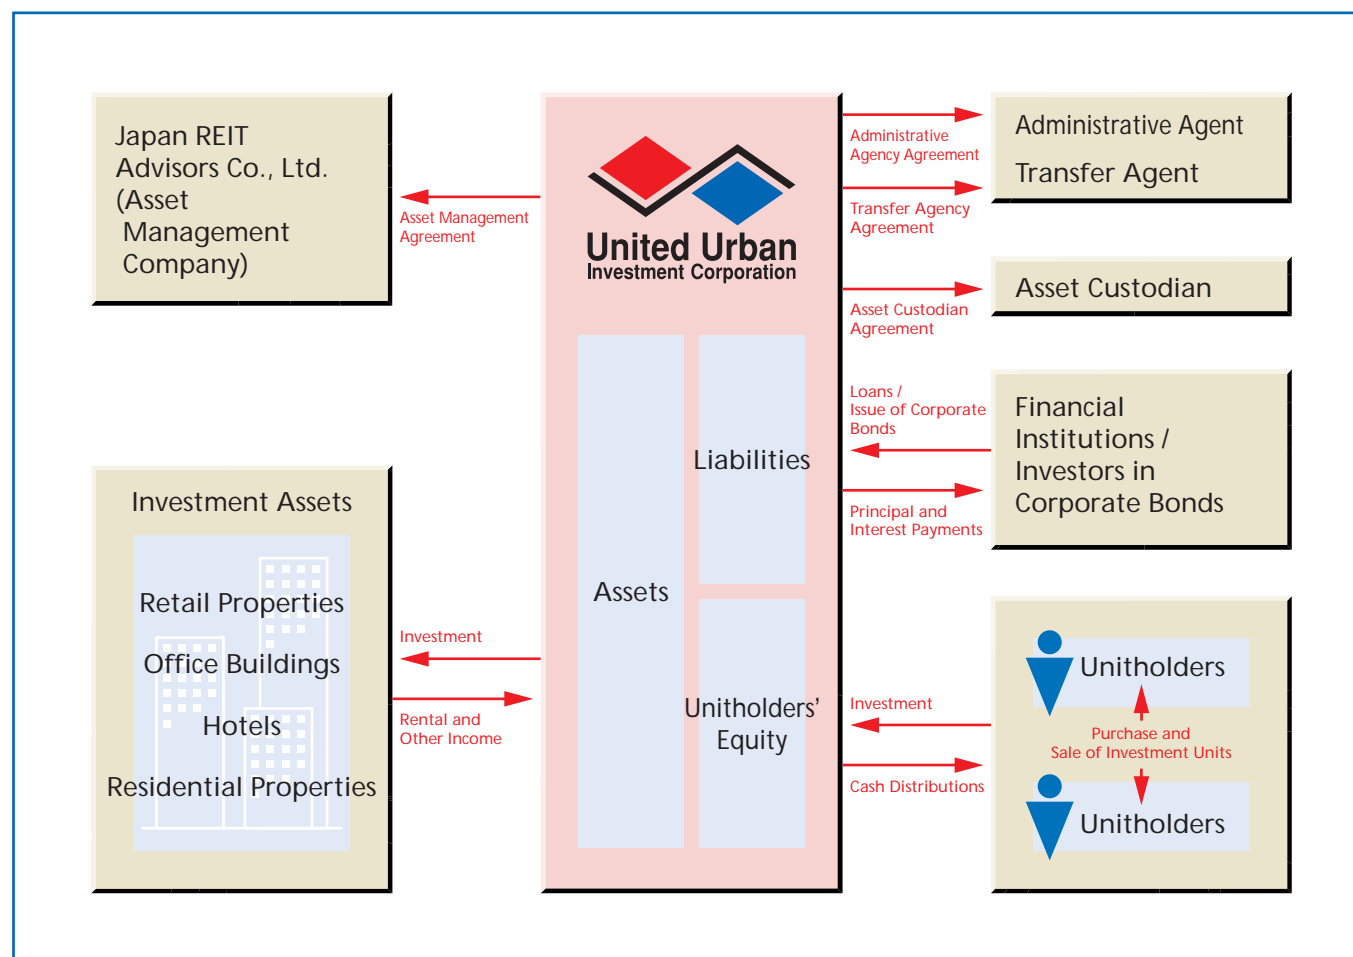 Japan REIT
Advisors Co., Ltd.
(Asset
Management
Company)
Asset Management
Agreement
United Urban
Investment Corporation
Administrative
Agency Agreement
Transfer Agency
Agreement
Administrative Agent
Transfer Agent
Asset Custodian
Agreement
Asset Custodian
Loans /
Issue of Corporate
Bonds
Principal and
Interest Payments
Financial
Institutions /
Investors in
Corporate Bonds
Assets
Liabilities
Unitholders’
Equity
Investment Assets
Retail Properties
Office Buildings
Hotels
Residential Properties
Investment
Rental and
Other Income
Investment
Cash Distributions
Unitholders
Purchase and
Sale of Investment Units
Unitholders